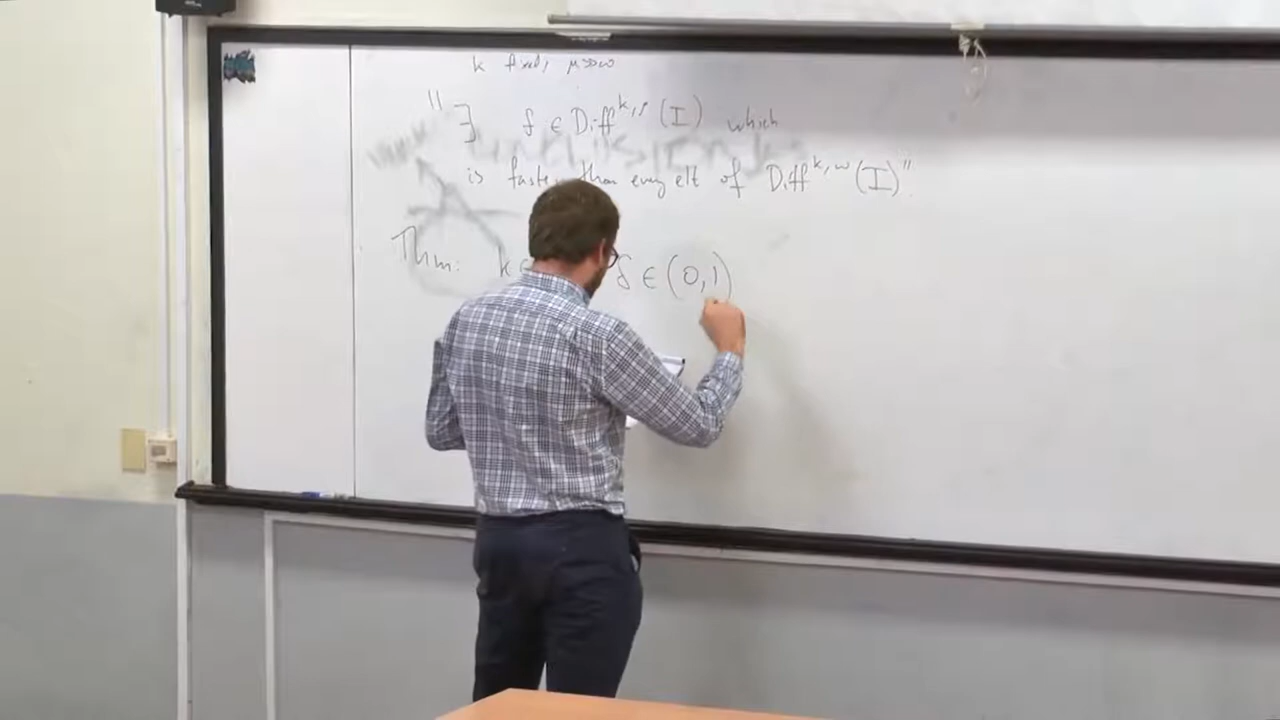 k fixed, μ >> ω
"∃ f ∈ Diff^{k,μ}(I) which
is faster than every elt of Diff^{k,ω}(I)".
Thm: k ∈ δ ∈ (0,1)